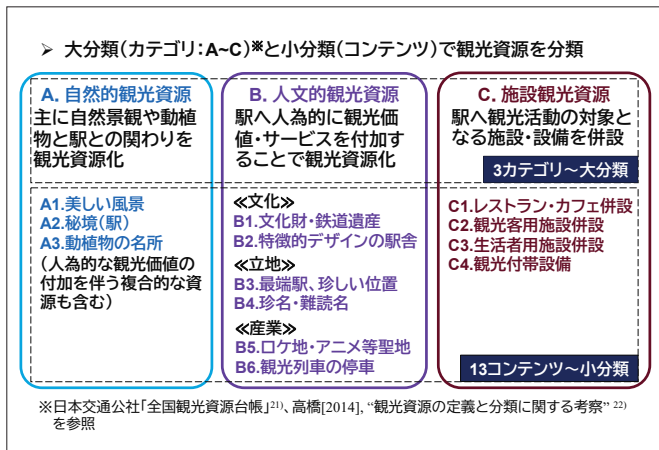 ➢ 大分類(カテゴリ:A~C)※と小分類(コンテンツ)で観光資源を分類
A. 自然的観光資源
主に自然景観や動植
物と駅との関わりを
観光資源化
B. 人文的観光資源
駅へ人為的に観光価
値・サービスを付加す
ることで観光資源化
C. 施設観光資源
駅へ観光活動の対象と
なる施設・設備を併設
3カテゴリ~大分類
A1.美しい風景
A2.秘境(駅)
A3.動植物の名所
(人為的な観光価値の
付加を伴う複合的な資
源も含む)
≪文化≫
B1.文化財・鉄道遺産
B2.特徴的デザインの駅舎
≪立地≫
B3.最端駅、珍しい位置
B4.珍名・難読名
≪産業≫
B5.ロケ地・アニメ等聖地
B6.観光列車の停車
C1.レストラン・カフェ併設
C2.観光客用施設併設
C3.生活者用施設併設
C4.観光付帯設備
13コンテンツ~小分類
※日本交通公社「全国観光資源台帳」21)、高橋[2014], “観光資源の定義と分類に関する考察” 22)
を参照